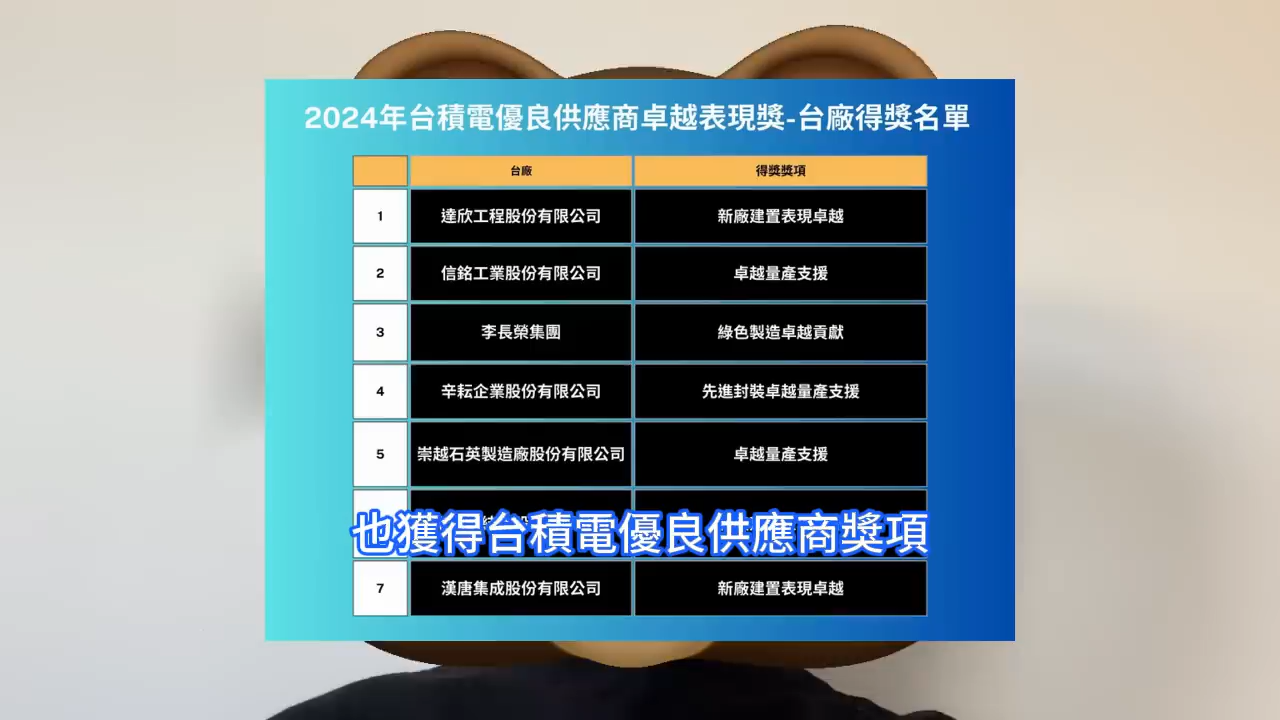 2024年台積電優良供應商卓越表現獎-台廠得獎名單
台廠 得獎獎項
1 達欣工程股份有限公司 新廠建置表現卓越
2 信銘工業股份有限公司 卓越量產支援
3 李長榮集團 綠色製造卓越貢獻
4 辛耘企業股份有限公司 先進封裝卓越量產支援
5 崇越石英製造廠股份有限公司 卓越量產支援
也獲得台積電優良供應商獎項
7 漢唐集成股份有限公司 新廠建置表現卓越